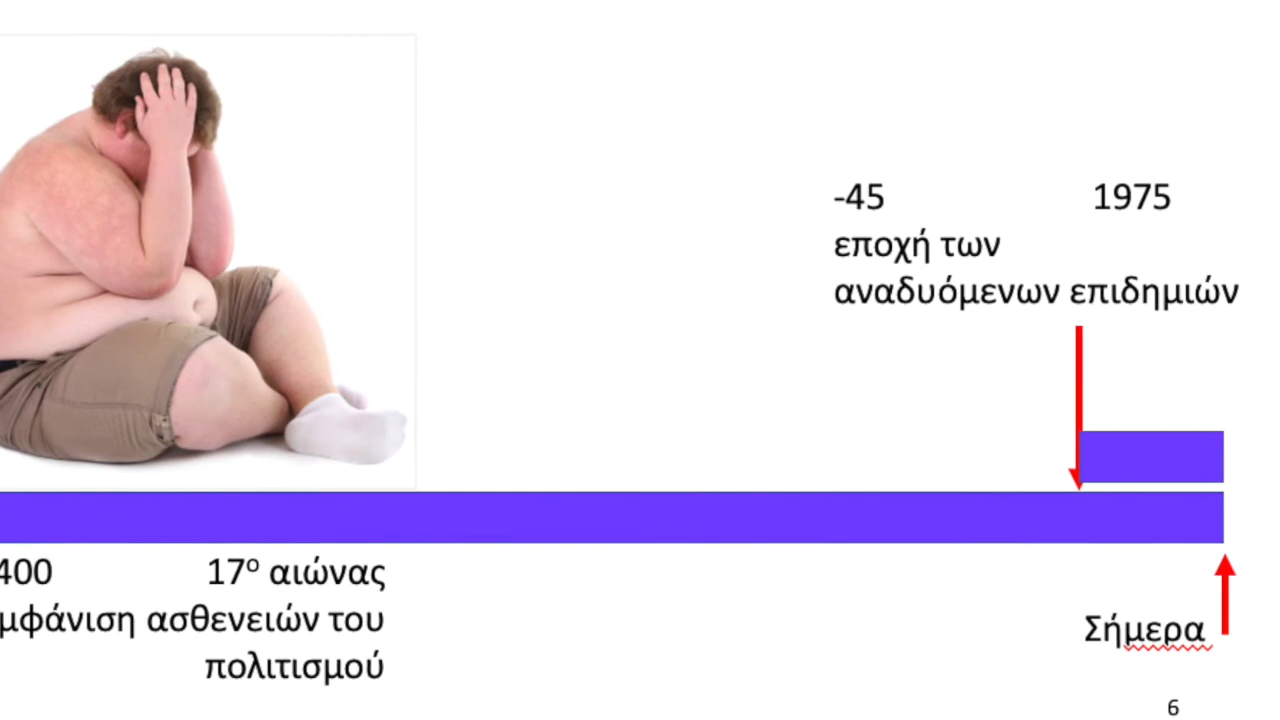 -45 1975
εποχή των
αναδυόμενων επιδημιών
400 17ο αιώνας
μφάνιση ασθενειών του
πολιτισμού
Σήμερα
6